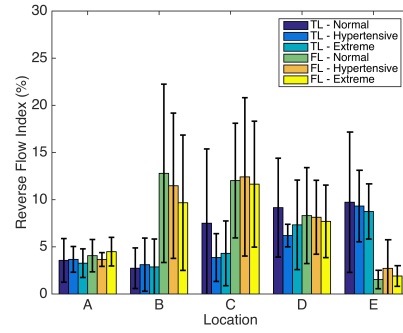 30
25
20
15
10
5
0
Reverse Flow Index (%)
TL - Normal
TL - Hypertensive
TL - Extreme
FL - Normal
FL - Hypertensive
FL - Extreme
A B C D E
Location